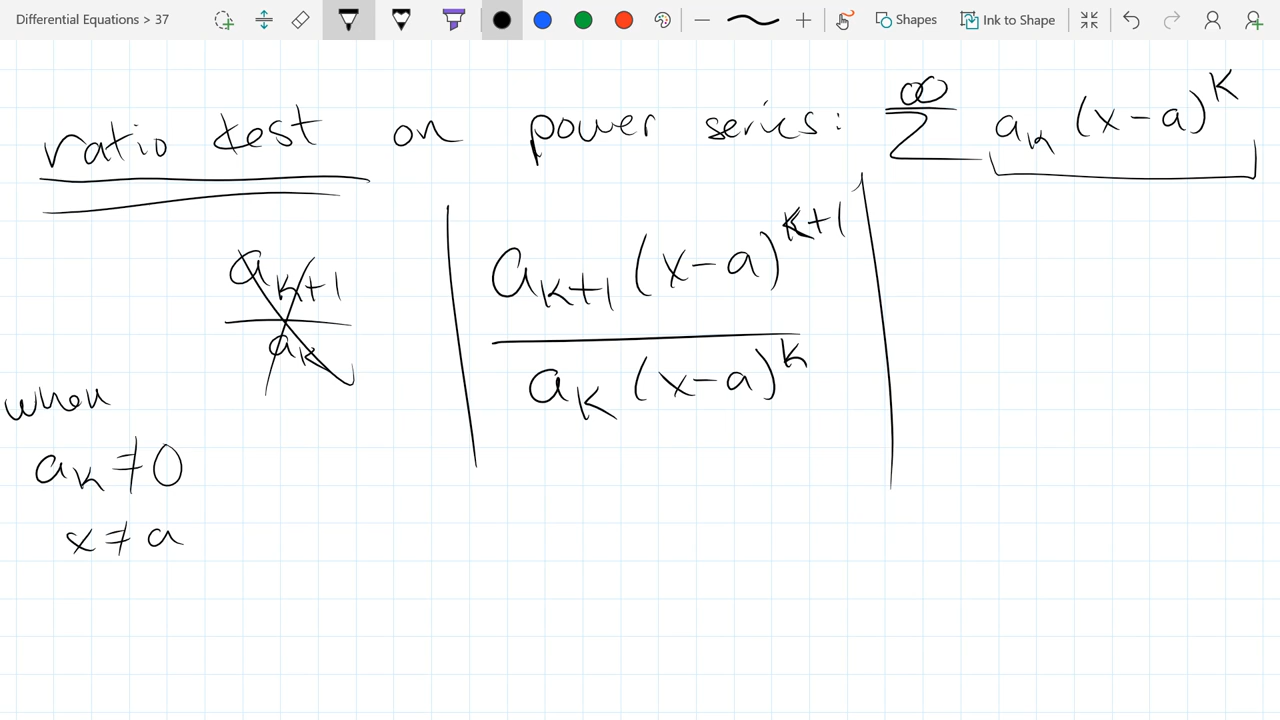 Differential Equations > 37
Shapes
Ink to Shape
ratio test on power series: ∞ Σ a_k (x-a)^k
a_{k+1} / a_k
| a_{k+1} (x-a)^{k+1} / a_k (x-a)^k |
when
a_k ≠ 0
x ≠ a